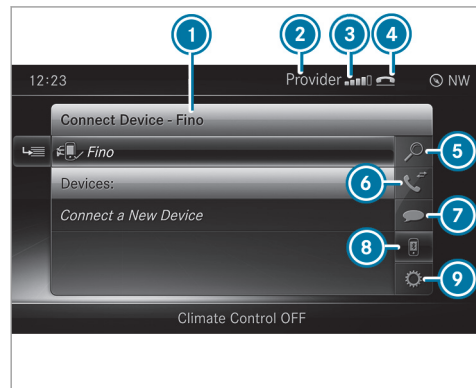 1 2 3 4
12:23 Provider NW
Connect Device - Fino
Fino
5
Devices:
6
Connect a New Device
7
8
9
Climate Control OFF